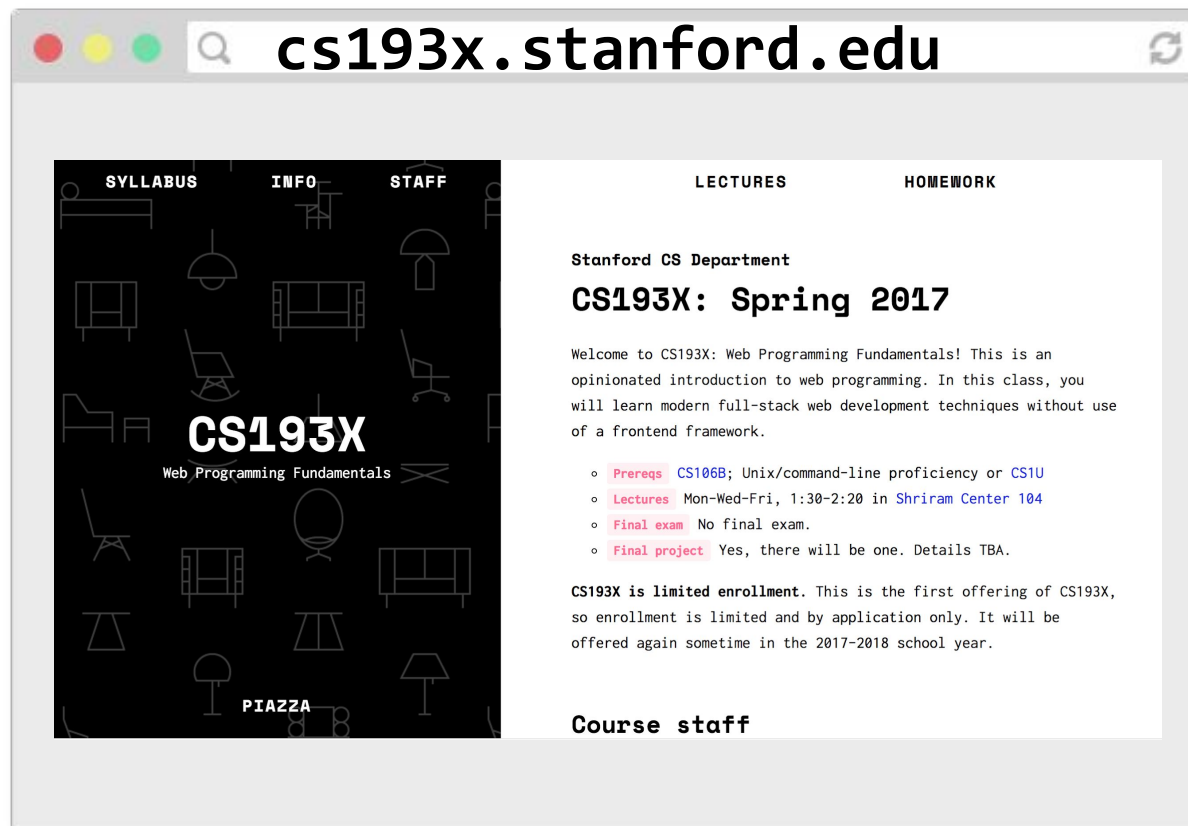 cs193x.stanford.edu
SYLLABUS INFO STAFF
CS193X
Web Programming Fundamentals
PIAZZA
LECTURES HOMEWORK
Stanford CS Department
CS193X: Spring 2017
Welcome to CS193X: Web Programming Fundamentals! This is an
opinionated introduction to web programming. In this class, you
will learn modern full-stack web development techniques without use
of a frontend framework.
Prereqs CS106B; Unix/command-line proficiency or CS1U
Lectures Mon-Wed-Fri, 1:30-2:20 in Shriram Center 104
Final exam No final exam.
Final project Yes, there will be one. Details TBA.
CS193X is limited enrollment. This is the first offering of CS193X,
so enrollment is limited and by application only. It will be
offered again sometime in the 2017-2018 school year.
Course staff